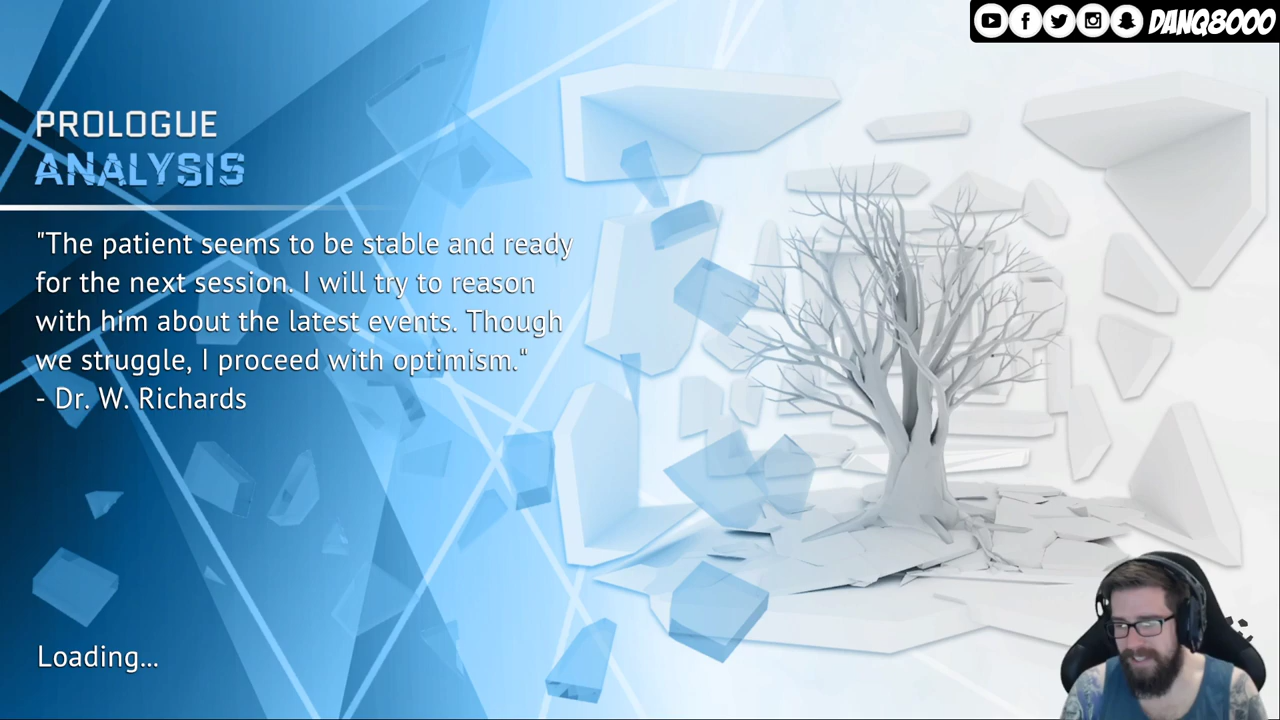 DANQ8000
PROLOGUE
ANALYSIS
"The patient seems to be stable and ready
for the next session. I will try to reason
with him about the latest events. Though
we struggle, I proceed with optimism."
- Dr. W. Richards
Loading...